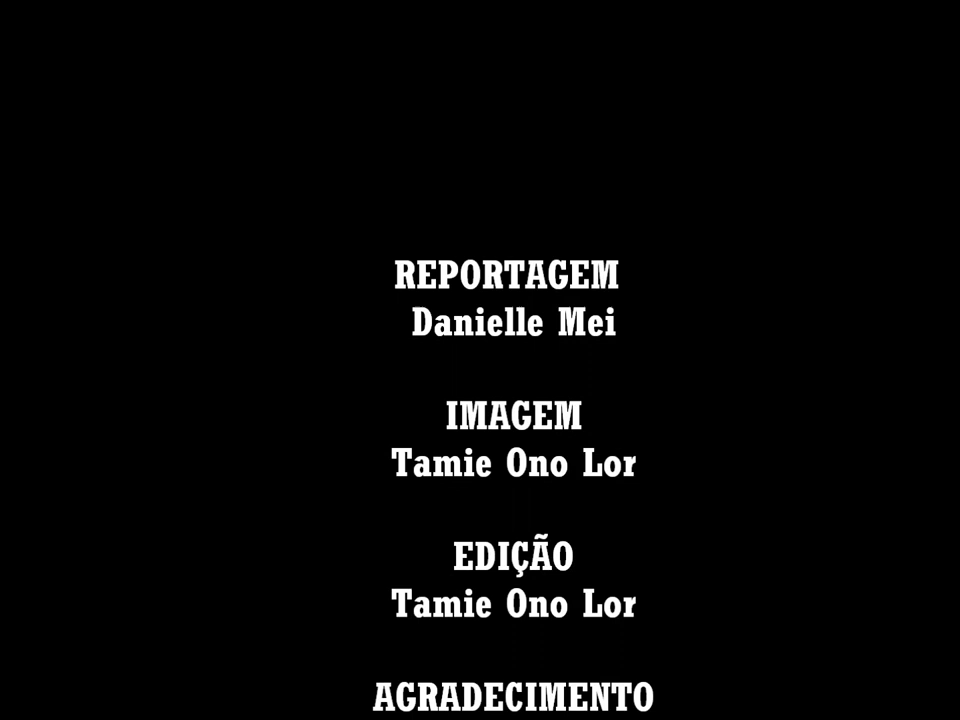 REPORTAGEM
Danielle Mei
IMAGEM
Tamie Ono Lor
EDIÇÃO
Tamie Ono Lor
AGRADECIMENTO